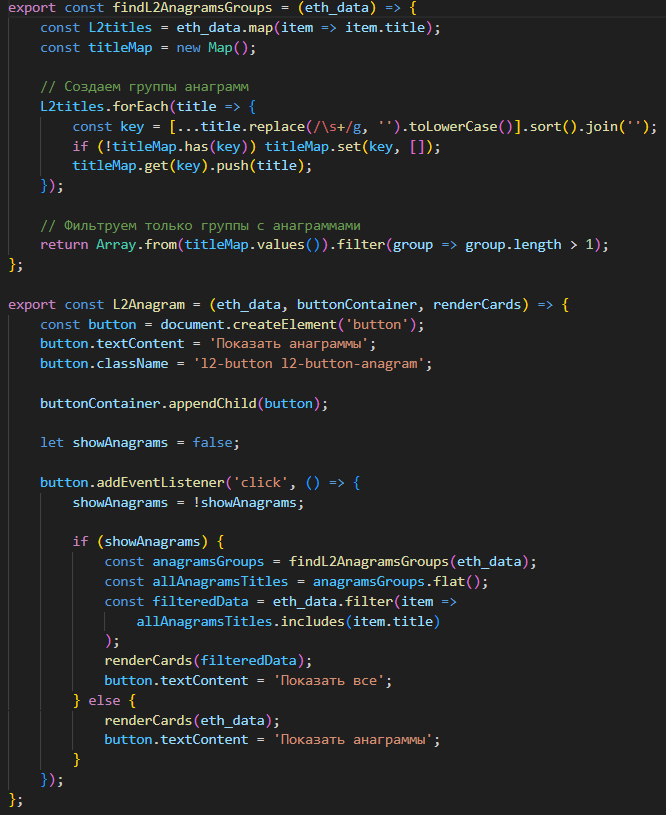 export const findL2AnagramsGroups = (eth_data) => {
    const L2titles = eth_data.map(item => item.title);
    const titleMap = new Map();

    // Создаем группы анаграмм
    L2titles.forEach(title => {
        const key = [...title.replace(/\s+/g, '').toLowerCase()].sort().join('');
        if (!titleMap.has(key)) titleMap.set(key, []);
        titleMap.get(key).push(title);
    });

    // Фильтруем только группы с анаграммами
    return Array.from(titleMap.values()).filter(group => group.length > 1);
};

export const L2Anagram = (eth_data, buttonContainer, renderCards) => {
    const button = document.createElement('button');
    button.textContent = 'Показать анаграммы';
    button.className = 'l2-button l2-button-anagram';

    buttonContainer.appendChild(button);

    let showAnagrams = false;

    button.addEventListener('click', () => {
        showAnagrams = !showAnagrams;

        if (showAnagrams) {
            const anagramsGroups = findL2AnagramsGroups(eth_data);
            const allAnagramsTitles = anagramsGroups.flat();
            const filteredData = eth_data.filter(item =>
                allAnagramsTitles.includes(item.title)
            );
            renderCards(filteredData);
            button.textContent = 'Показать все';
        } else {
            renderCards(eth_data);
            button.textContent = 'Показать анаграммы';
        }
    });
};